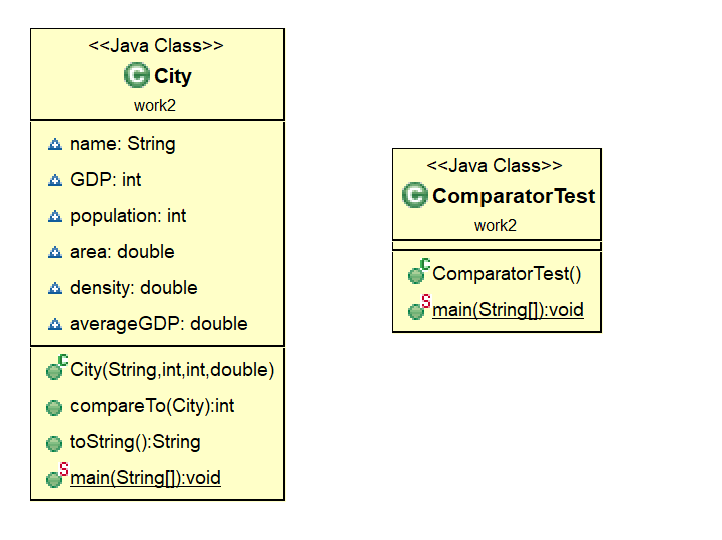 <<Java Class>>
City
work2
name: String
GDP: int
population: int
area: double
density: double
averageGDP: double
City(String,int,int,double)
compareTo(City):int
toString():String
main(String[]):void
<<Java Class>>
ComparatorTest
work2
ComparatorTest()
main(String[]):void